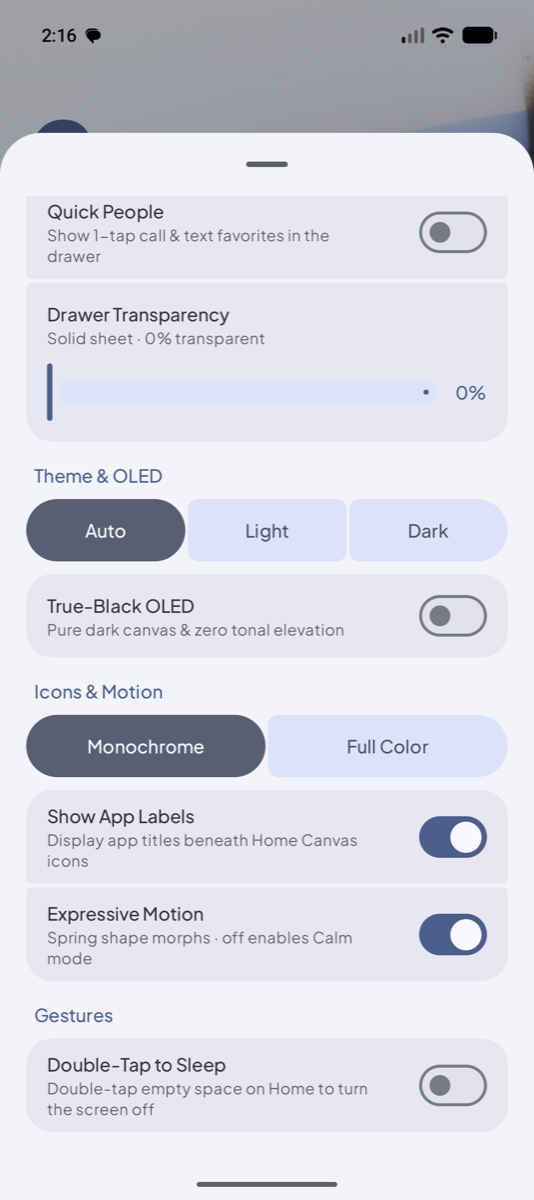 2:16
Quick People
Show 1-tap call & text favorites in the
drawer
Drawer Transparency
Solid sheet · 0% transparent
0%
Theme & OLED
Auto
Light
Dark
True-Black OLED
Pure dark canvas & zero tonal elevation
Icons & Motion
Monochrome
Full Color
Show App Labels
Display app titles beneath Home Canvas
icons
Expressive Motion
Spring shape morphs · off enables Calm
mode
Gestures
Double-Tap to Sleep
Double-tap empty space on Home to turn
the screen off